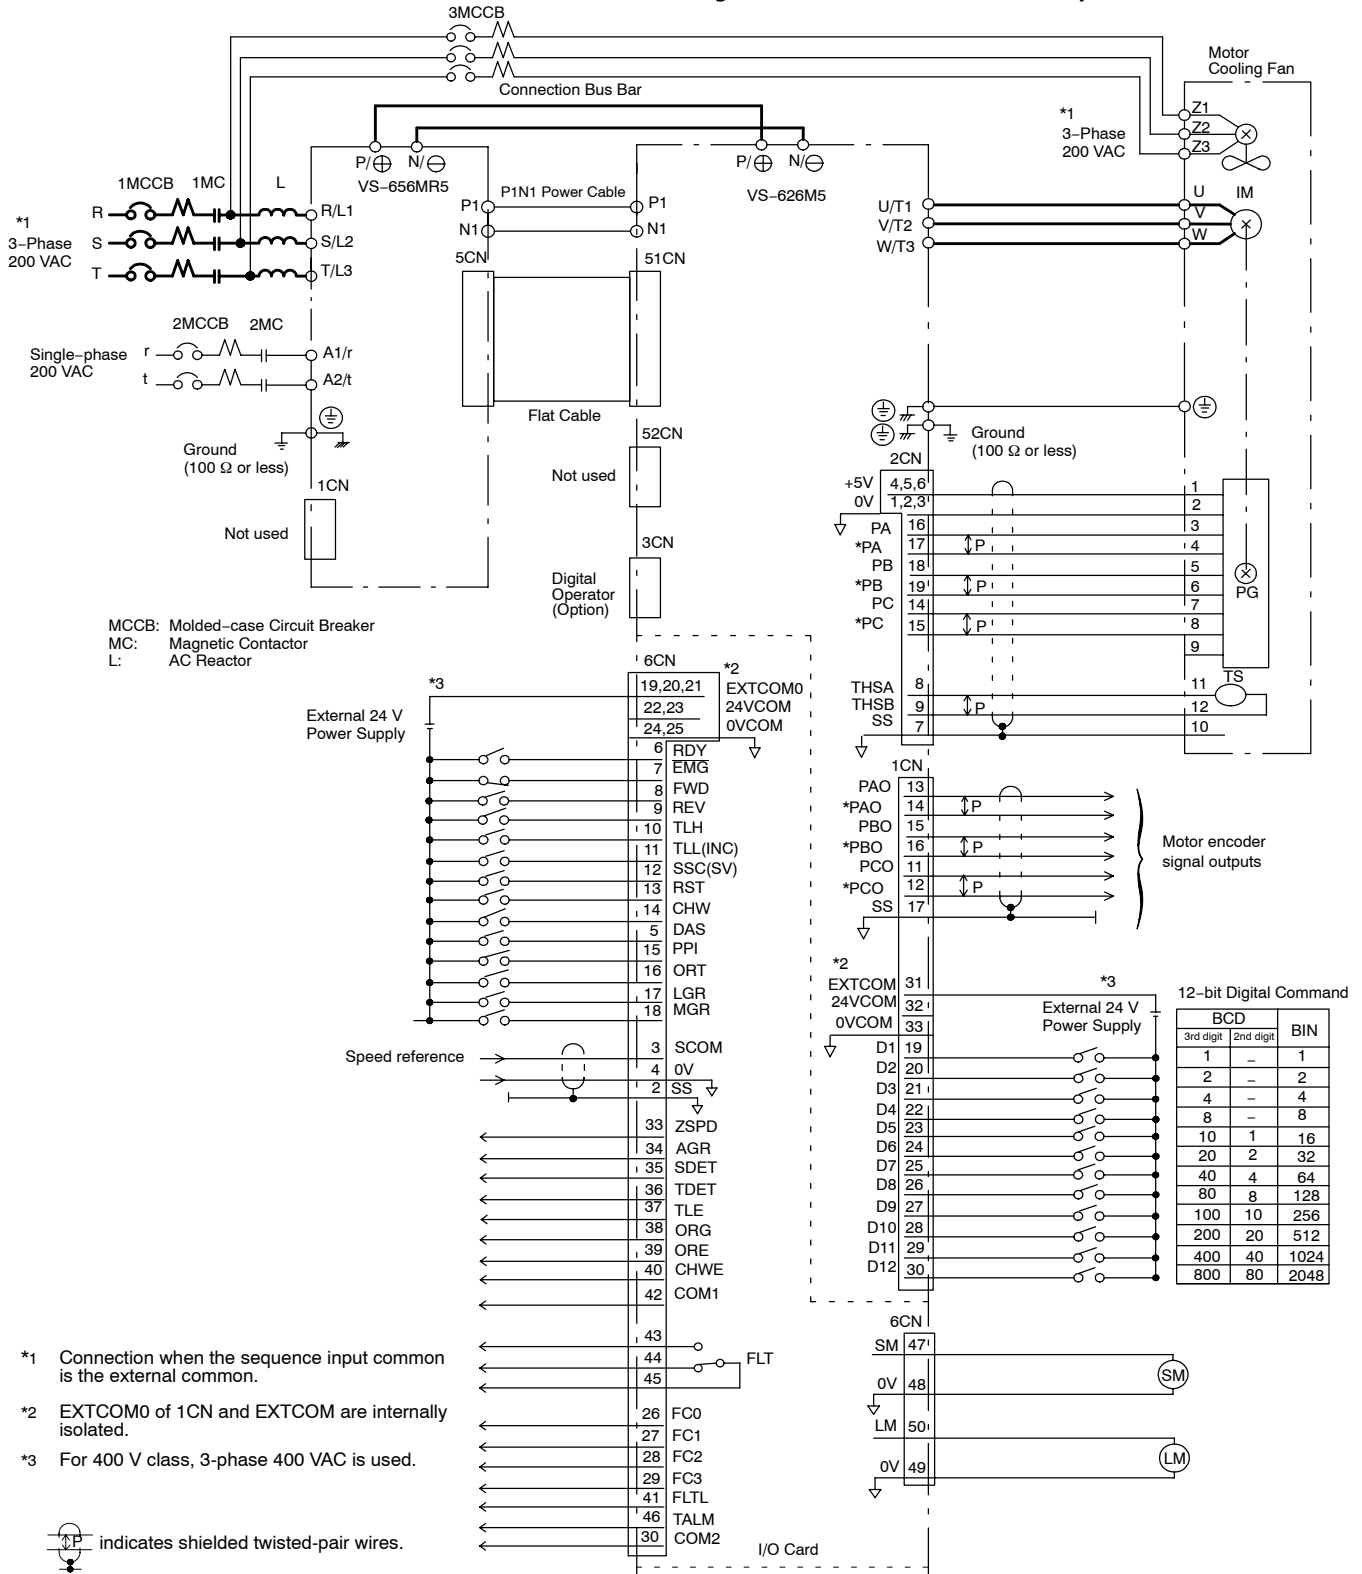 3MCCB
Connection Bus Bar
Motor
Cooling Fan
*1
3–Phase
200 VAC
Z1
Z2
Z3
P/⊕ N/⊖
VS–656MR5
P/⊕ N/⊖
VS–626M5
1MCCB 1MC L
*1
3–Phase
200 VAC
R
S
T
R/L1
S/L2
T/L3
P1N1 Power Cable
P1
N1
P1
N1
U/T1
V/T2
W/T3
U
V
W
IM
5CN
51CN
Flat Cable
2MCCB 2MC
Single–phase
200 VAC
r
t
A1/r
A2/t
Ground
(100 Ω or less)
1CN
Not used
52CN
Not used
3CN
Digital
Operator
(Option)
Ground
(100 Ω or less)
2CN
+5V 4,5,6 1
0V 1,2,3 2
PA 16 3
*PA 17 P 4
PB 18 5
*PB 19 P 6
PC 14 7
*PC 15 P 8
9
PG
TS
THSA 8 11
THSB 9 P 12
SS 7 10
MCCB: Molded–case Circuit Breaker
MC: Magnetic Contactor
L: AC Reactor
6CN
*2
*3
External 24 V
Power Supply
19,20,21 EXTCOM0
22,23 24VCOM
24,25 0VCOM
6 RDY
7 EMG
8 FWD
9 REV
10 TLH
11 TLL(INC)
12 SSC(SV)
13 RST
14 CHW
5 DAS
15 PPI
16 ORT
17 LGR
18 MGR
Speed reference
3 SCOM
4 0V
2 SS
33 ZSPD
34 AGR
35 SDET
36 TDET
37 TLE
38 ORG
39 ORE
40 CHWE
42 COM1
43
44 FLT
45
26 FC0
27 FC1
28 FC2
29 FC3
41 FLTL
46 TALM
30 COM2
1CN
PAO 13
*PAO 14 P
PBO 15
*PBO 16 P
PCO 11
*PCO 12 P
SS 17
Motor encoder
signal outputs
*2
EXTCOM 31
24VCOM 32
0VCOM 33
*3
External 24 V
Power Supply
D1 19
D2 20
D3 21
D4 22
D5 23
D6 24
D7 25
D8 26
D9 27
D10 28
D11 29
D12 30
12–bit Digital Command
BCD BIN
3rd digit 2nd digit
1 – 1
2 – 2
4 – 4
8 – 8
10 1 16
20 2 32
40 4 64
80 8 128
100 10 256
200 20 512
400 40 1024
800 80 2048
6CN
SM 47
SM
0V 48
LM 50
LM
0V 49
I/O Card
*1 Connection when the sequence input common
is the external common.
*2 EXTCOM0 of 1CN and EXTCOM are internally
isolated.
*3 For 400 V class, 3-phase 400 VAC is used.
P indicates shielded twisted-pair wires.